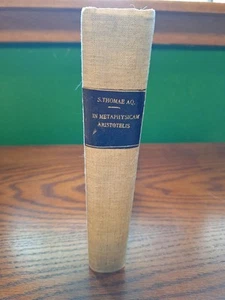 S. THOMAE AQ.
IN METAPHYSICAM
ARISTOTELIS